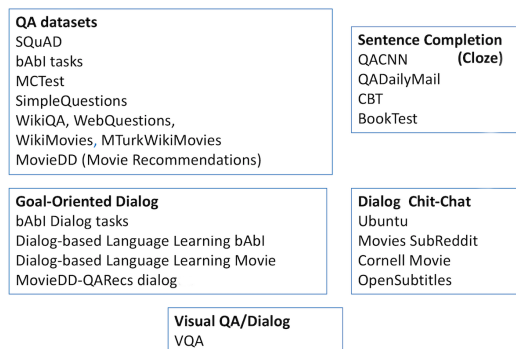 QA datasets
SQuAD
bAbI tasks
MCTest
SimpleQuestions
WikiQA, WebQuestions,
WikiMovies, MTurkWikiMovies
MovieDD (Movie Recommendations)
Sentence Completion
QACNN (Cloze)
QADailyMail
CBT
BookTest
Goal-Oriented Dialog
bAbI Dialog tasks
Dialog-based Language Learning bAbI
Dialog-based Language Learning Movie
MovieDD-QARecs dialog
Dialog Chit-Chat
Ubuntu
Movies SubReddit
Cornell Movie
OpenSubtitles
Visual QA/Dialog
VQA